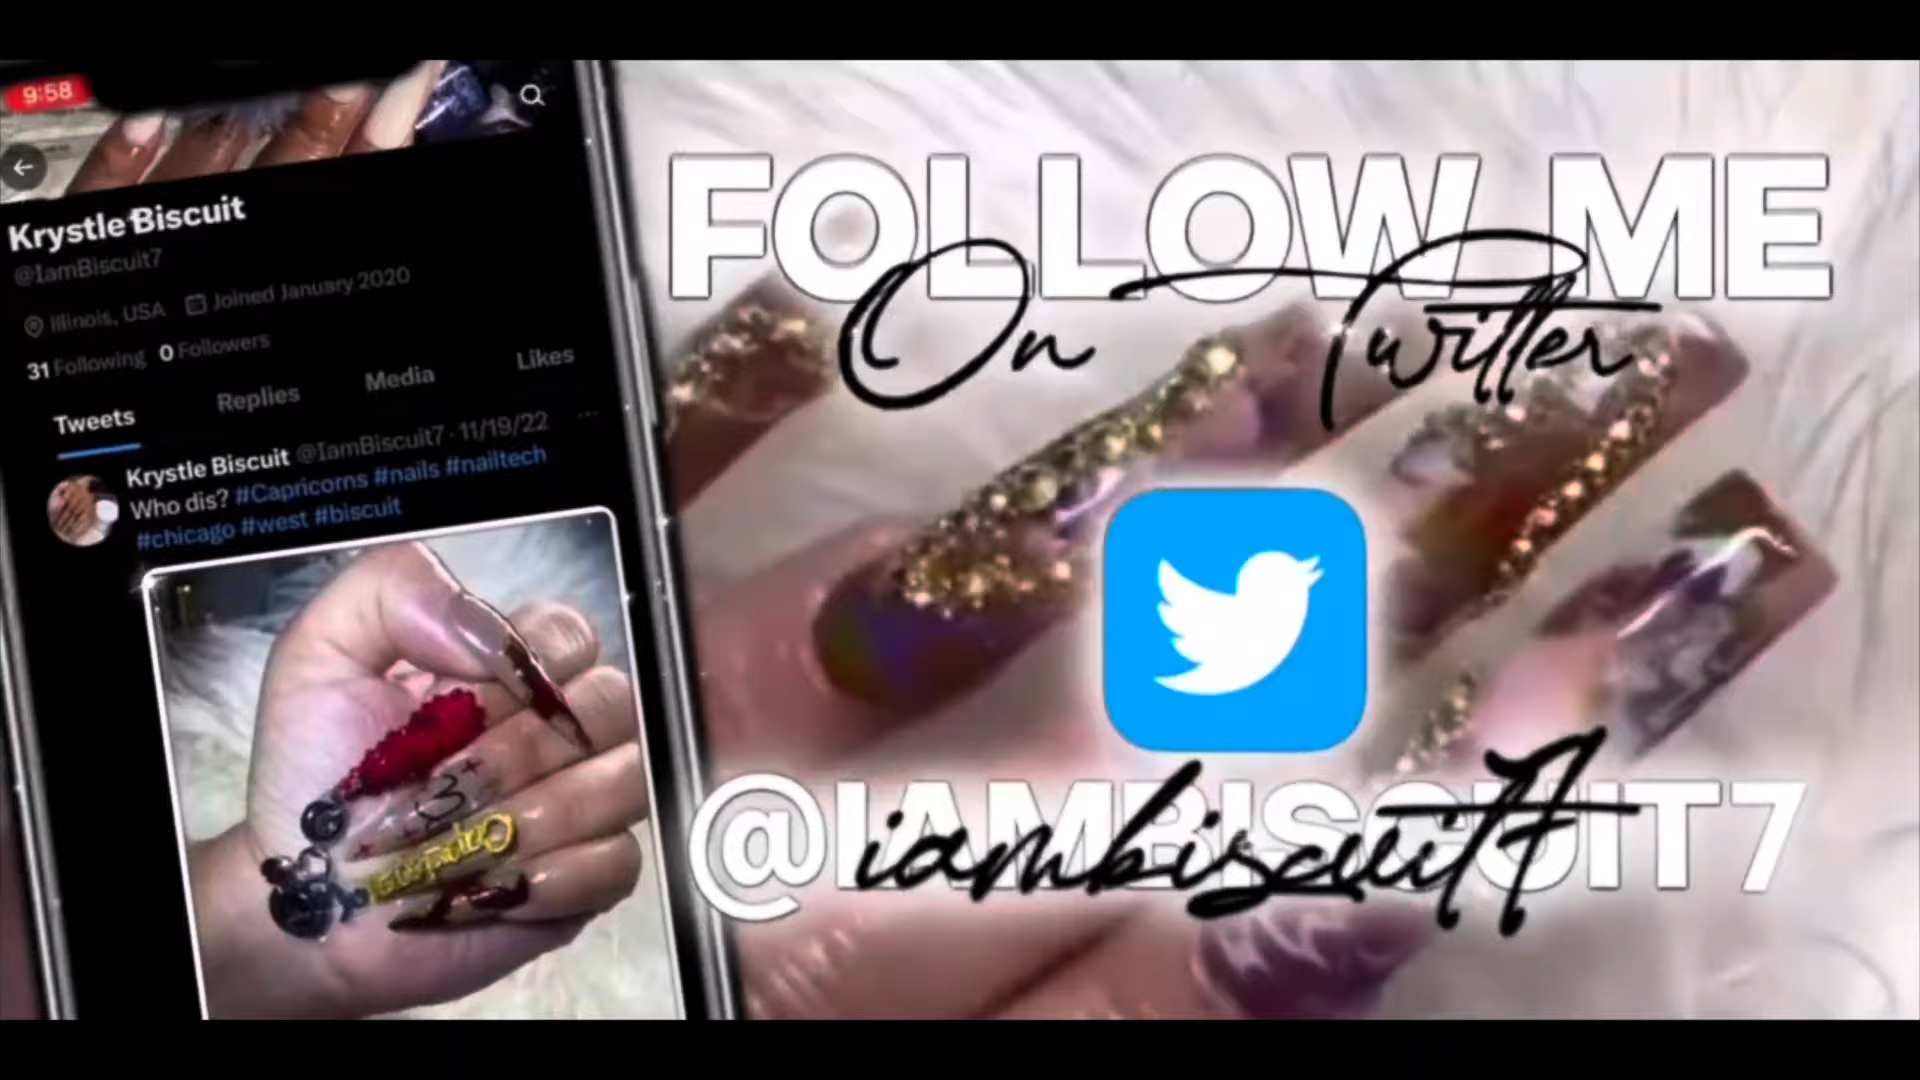 9:58
Krystle Biscuit
@IamBiscuit7
Illinois, USA Joined January 2020
31 Following 0 Followers
Tweets Replies Media Likes
Krystle Biscuit @IamBiscuit7 · 11/19/22 ...
Who dis? #Capricorns #nails #nailtech
#chicago #west #biscuit
FOLLOW ME
On Twitter
@IAMBISCUIT7
iambiscuit7